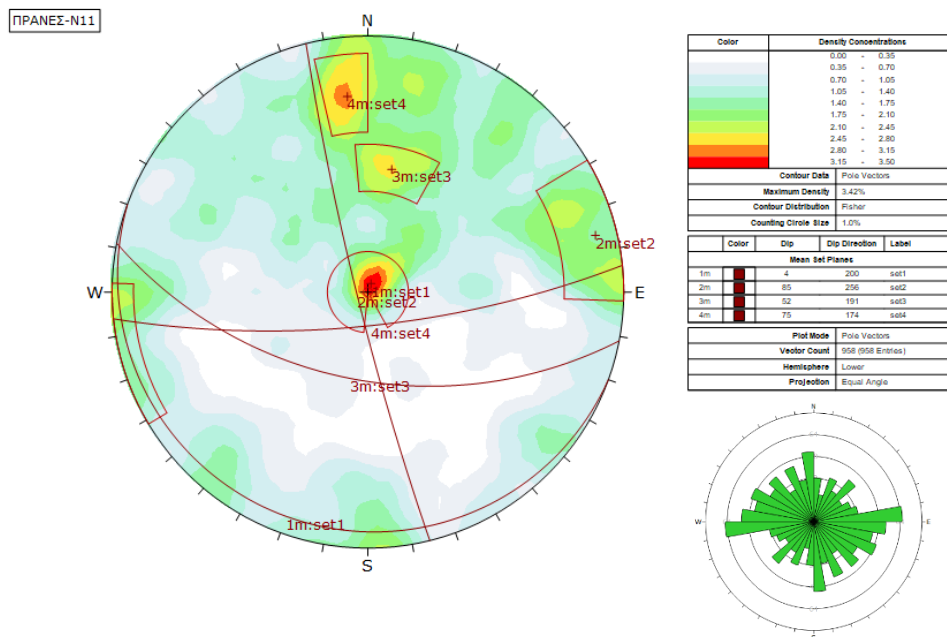 ΠΡΑΝΕΣ-N11
N
4m:set4
3m:set3
2m:set2
W
E
1m:set1
2m:set2
4m:set4
3m:set3
1m:set1
S
Color Density Concentrations
0.00 - 0.35
0.35 - 0.70
0.70 - 1.05
1.05 - 1.40
1.40 - 1.75
1.75 - 2.10
2.10 - 2.45
2.45 - 2.80
2.80 - 3.15
3.15 - 3.50
Contour Data Pole Vectors
Maximum Density 3.42%
Contour Distribution Fisher
Counting Circle Size 1.0%
Color Dip Dip Direction Label
Mean Set Planes
1m 4 200 set1
2m 85 256 set2
3m 52 191 set3
4m 75 174 set4
Plot Mode Pole Vectors
Vector Count 958 (958 Entries)
Hemisphere Lower
Projection Equal Angle
N
W
E
S